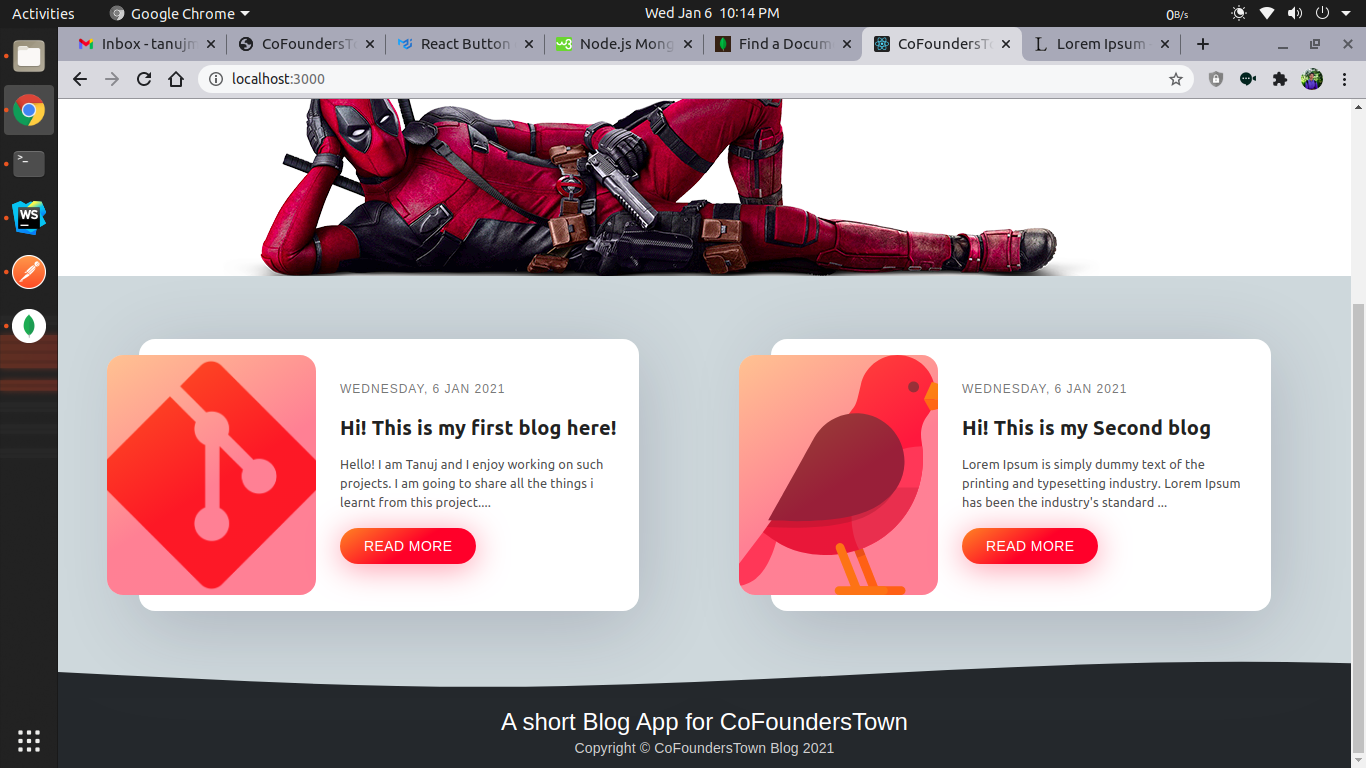 Activities Google Chrome Wed Jan 6 10:14 PM 0 B/s
Inbox - tanujm CoFoundersTo React Button Node.js Mong Find a Docum CoFoundersTo Lorem Ipsum -
localhost:3000
>_
WS
WEDNESDAY, 6 JAN 2021
Hi! This is my first blog here!
Hello! I am Tanuj and I enjoy working on such
projects. I am going to share all the things i
learnt from this project....
READ MORE
WEDNESDAY, 6 JAN 2021
Hi! This is my Second blog
Lorem Ipsum is simply dummy text of the
printing and typesetting industry. Lorem Ipsum
has been the industry's standard ...
READ MORE
A short Blog App for CoFoundersTown
Copyright © CoFoundersTown Blog 2021